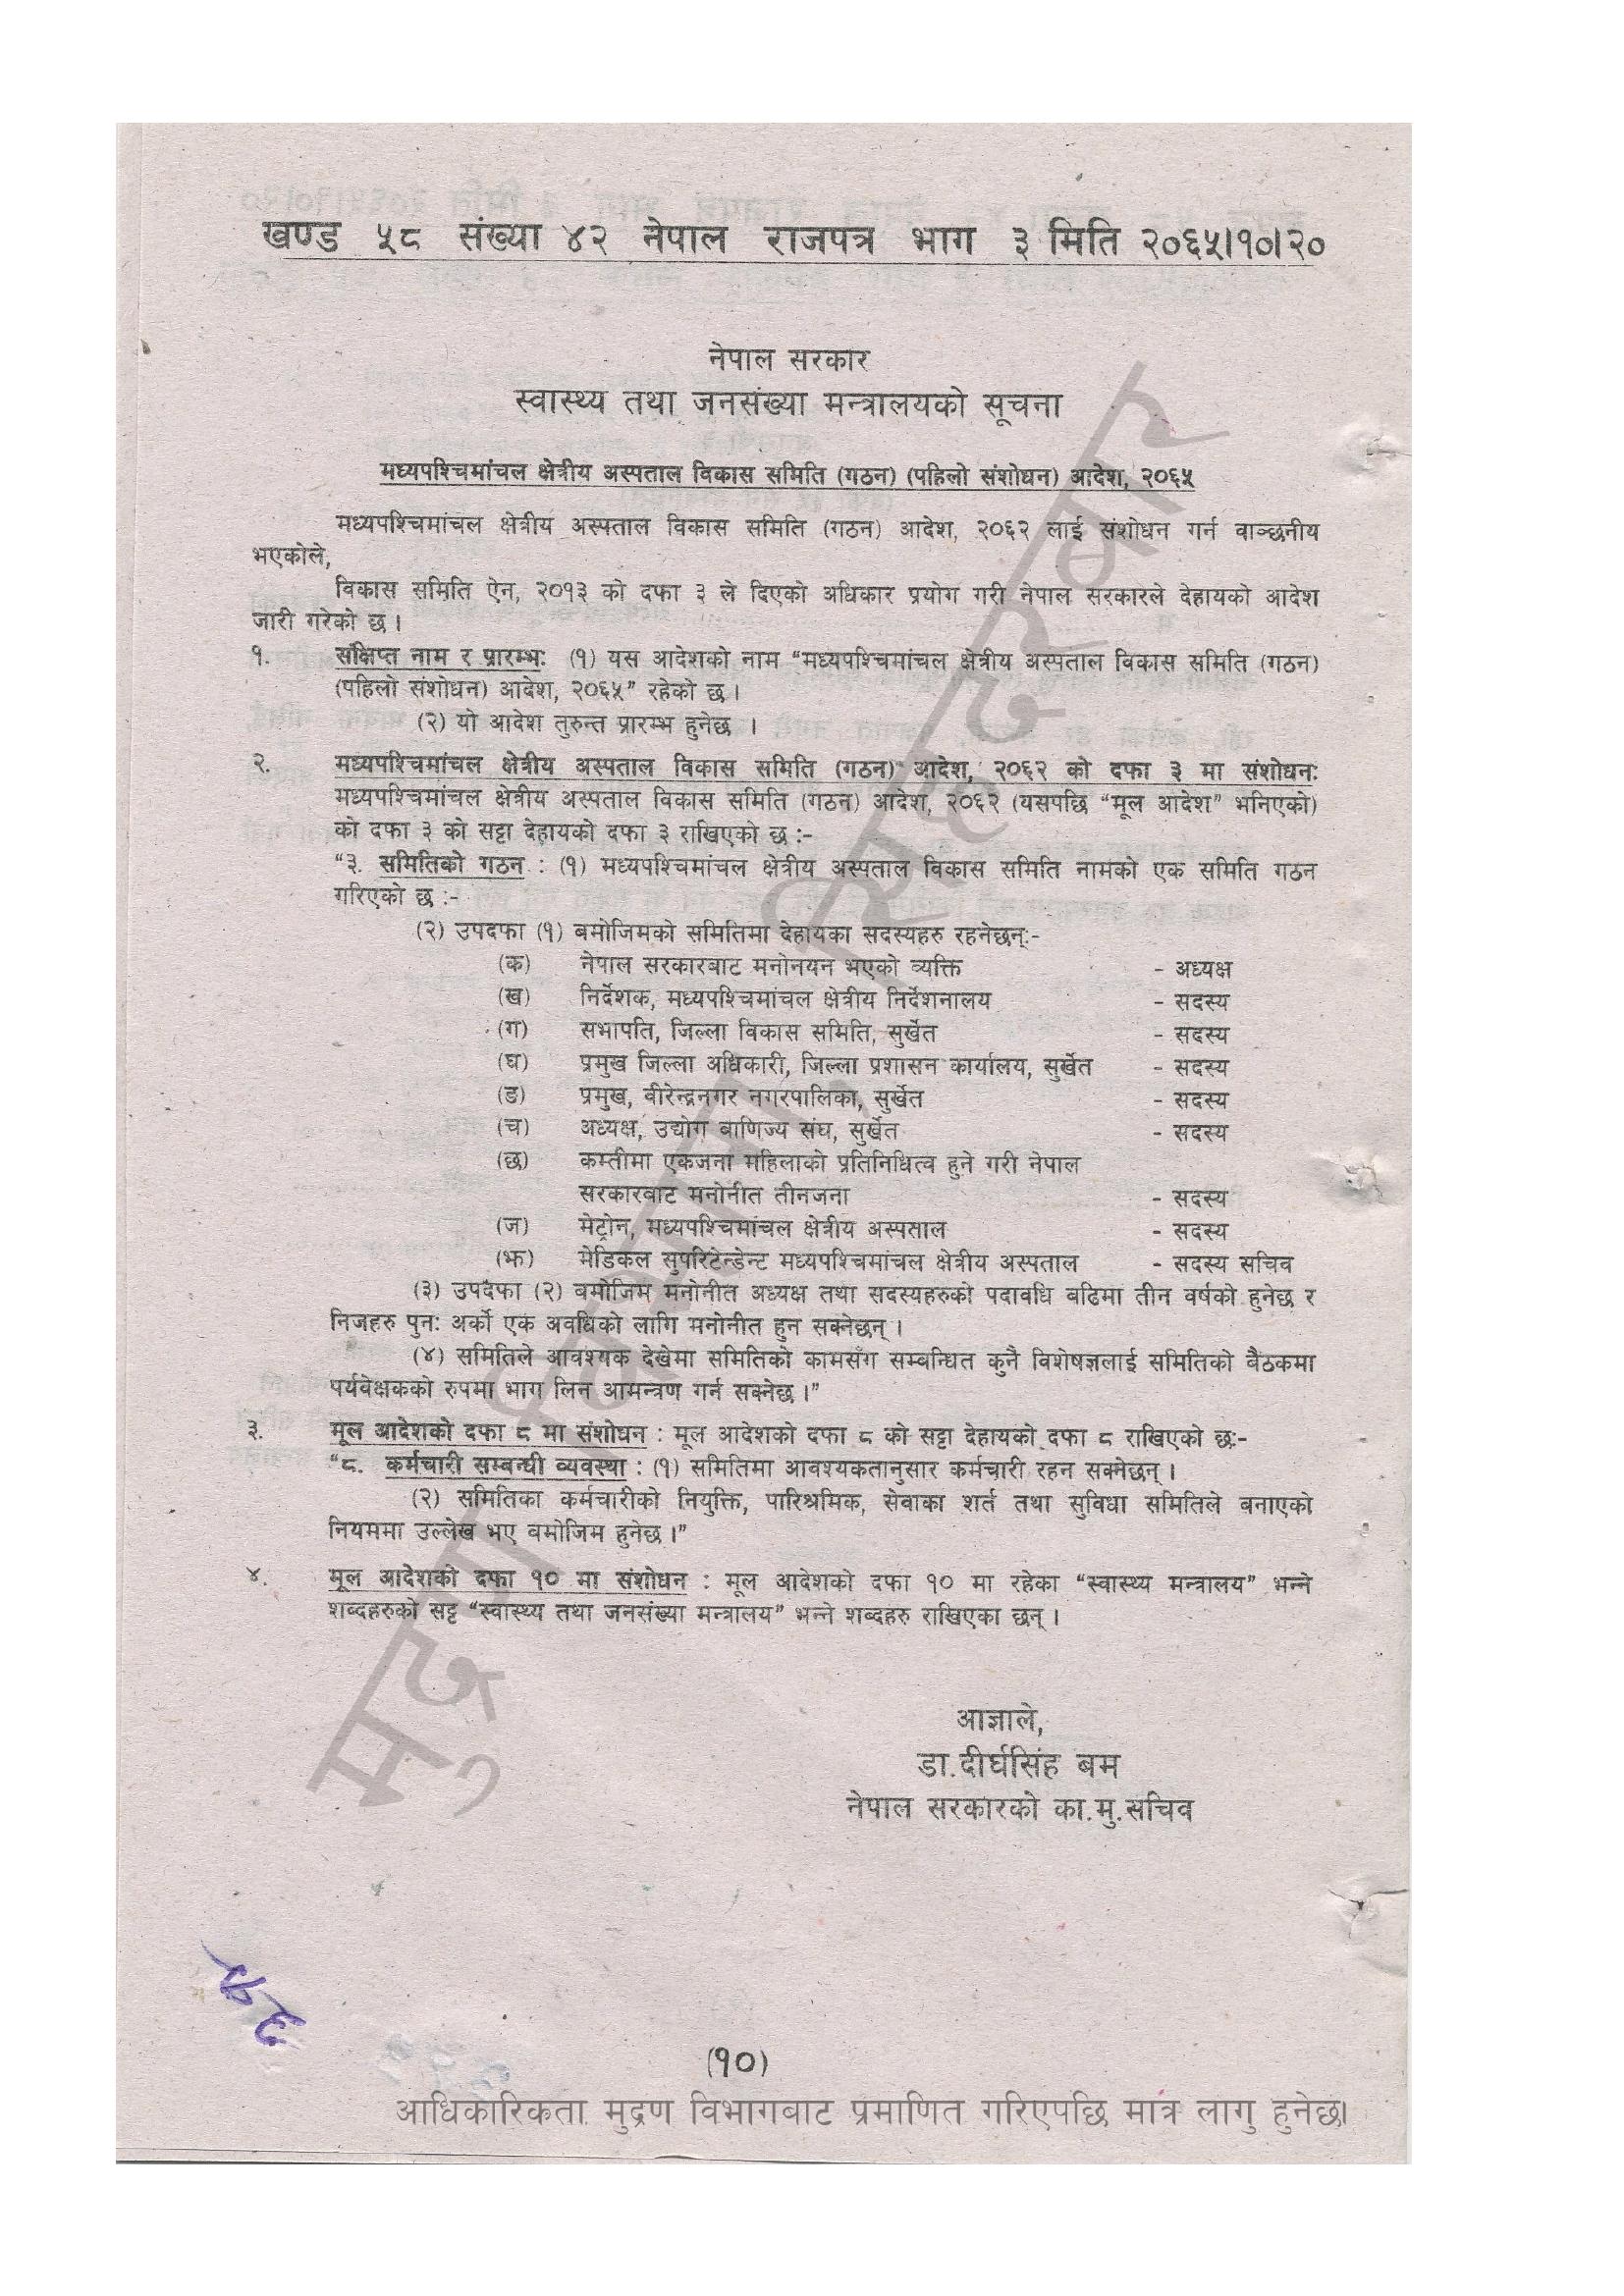 खण्ड ५८ संख्या ४२ नेपाल राजपत्र भाग ३ मिति २०६५।१०।२०
नेपाल सरकार
स्वास्थ्य तथा जनसंख्या मन्त्रालयको सूचना
मध्यपश्चिमांचल क्षेत्रीय अस्पताल विकास समिति (गठन) (पहिलो संशोधन) आदेश, २०६५
मध्यपश्चिमांचल क्षेत्रीय अस्पताल विकास समिति (गठन) आदेश, २०६२ लाई संशोधन गर्न वाञ्छनीय
भएकोले,
विकास समिति ऐन, २०१३ को दफा ३ ले दिएको अधिकार प्रयोग गरी नेपाल सरकारले देहायको आदेश
जारी गरेको छ ।
१. संक्षिप्त नाम र प्रारम्भः (१) यस आदेशको नाम “मध्यपश्चिमांचल क्षेत्रीय अस्पताल विकास समिति (गठन)
(पहिलो संशोधन) आदेश, २०६५” रहेको छ ।
(२) यो आदेश तुरुन्त प्रारम्भ हुनेछ ।
२. मध्यपश्चिमांचल क्षेत्रीय अस्पताल विकास समिति (गठन) आदेश, २०६२ को दफा ३ मा संशोधनः
मध्यपश्चिमांचल क्षेत्रीय अस्पताल विकास समिति (गठन) आदेश, २०६२ (यसपछि “मूल आदेश” भनिएको)
को दफा ३ को सट्टा देहायको दफा ३ राखिएको छ :-
“३. समितिको गठन : (१) मध्यपश्चिमांचल क्षेत्रीय अस्पताल विकास समिति नामको एक समिति गठन
गरिएको छ :-
(२) उपदफा (१) बमोजिमको समितिमा देहायका सदस्यहरु रहनेछन्:-
(क) नेपाल सरकारबाट मनोनयन भएको व्यक्ति - अध्यक्ष
(ख) निर्देशक, मध्यपश्चिमांचल क्षेत्रीय निर्देशनालय - सदस्य
(ग) सभापति, जिल्ला विकास समिति, सुर्खेत - सदस्य
(घ) प्रमुख जिल्ला अधिकारी, जिल्ला प्रशासन कार्यालय, सुर्खेत - सदस्य
(ङ) प्रमुख, वीरेन्द्रनगर नगरपालिका, सुर्खेत - सदस्य
(च) अध्यक्ष, उद्योग बाणिज्य संघ, सुर्खेत - सदस्य
(छ) कम्तीमा एकजना महिलाको प्रतिनिधित्व हुने गरी नेपाल
सरकारबाट मनोनीत तीनजना - सदस्य
(ज) मेट्रोन, मध्यपश्चिमांचल क्षेत्रीय अस्पताल - सदस्य
(झ) मेडिकल सुपरिटेन्डेन्ट मध्यपश्चिमांचल क्षेत्रीय अस्पताल - सदस्य सचिव
(३) उपदफा (२) बमोजिम मनोनीत अध्यक्ष तथा सदस्यहरुको पदावधि बढिमा तीन वर्षको हुनेछ र
निजहरु पुनः अर्को एक अवधिको लागि मनोनीत हुन सक्नेछन् ।
(४) समितिले आवश्यक देखेमा समितिको कामसंग सम्बन्धित कुनै विशेषज्ञलाई समितिको बैठकमा
पर्यवेक्षकको रुपमा भाग लिन आमन्त्रण गर्न सक्नेछ ।”
३. मूल आदेशको दफा ८ मा संशोधन : मूल आदेशको दफा ८ को सट्टा देहायको दफा ८ राखिएको छः-
“८. कर्मचारी सम्बन्धी व्यवस्था : (१) समितिमा आवश्यकतानुसार कर्मचारी रहन सक्नेछन् ।
(२) समितिका कर्मचारीको नियुक्ति, पारिश्रमिक, सेवाका शर्त तथा सुविधा समितिले बनाएको
नियममा उल्लेख भए बमोजिम हुनेछ ।”
४. मूल आदेशको दफा १० मा संशोधन : मूल आदेशको दफा १० मा रहेका “स्वास्थ्य मन्त्रालय” भन्ने
शब्दहरुको सट्ट “स्वास्थ्य तथा जनसंख्या मन्त्रालय” भन्ने शब्दहरु राखिएका छन् ।
आज्ञाले,
डा.दीर्घसिंह बम
नेपाल सरकारको का.मु.सचिव
(१०)
आधिकारिकता मुद्रण विभागबाट प्रमाणित गरिएपछि मात्र लागु हुनेछ।